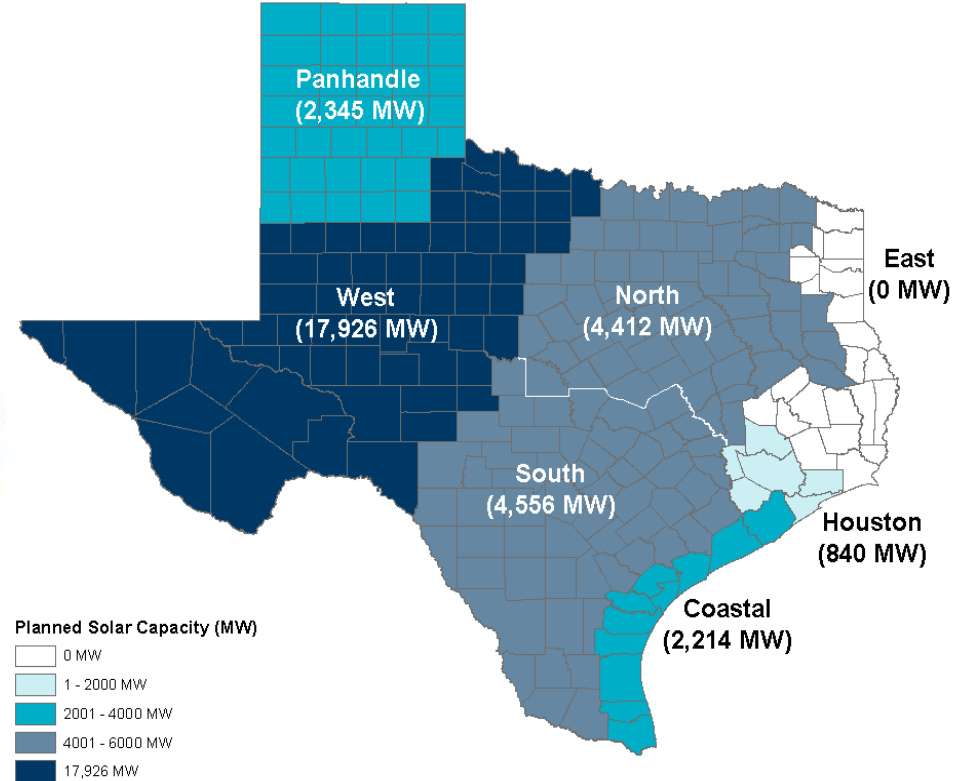 Panhandle
(2,345 MW)
East
(0 MW)
West
(17,926 MW)
North
(4,412 MW)
South
(4,556 MW)
Houston
(840 MW)
Coastal
(2,214 MW)
Planned Solar Capacity (MW)
0 MW
1 - 2000 MW
2001 - 4000 MW
4001 - 6000 MW
17,926 MW